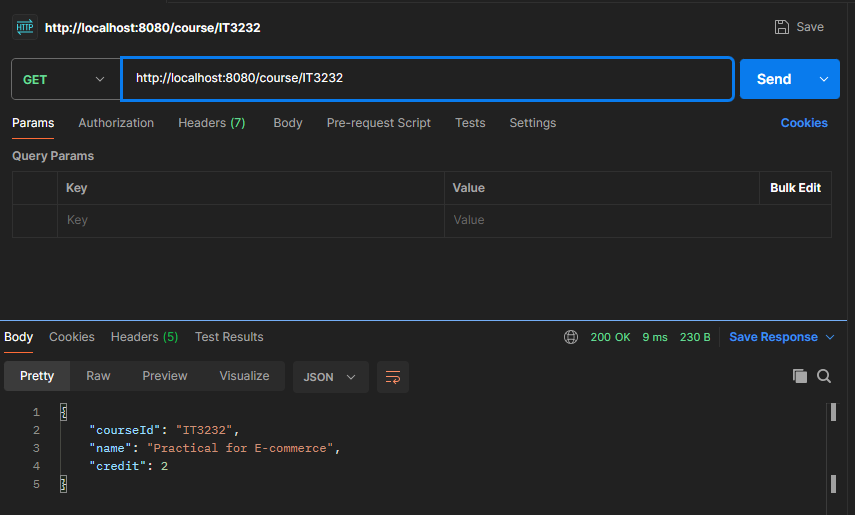 HTTP http://localhost:8080/course/IT3232 Save
GET http://localhost:8080/course/IT3232 Send
Params Authorization Headers (7) Body Pre-request Script Tests Settings Cookies
Query Params
Key Value Bulk Edit
Key Value
Body Cookies Headers (5) Test Results 200 OK 9 ms 230 B Save Response
Pretty Raw Preview Visualize JSON
1 {
2 "courseId": "IT3232",
3 "name": "Practical for E-commerce",
4 "credit": 2
5 }